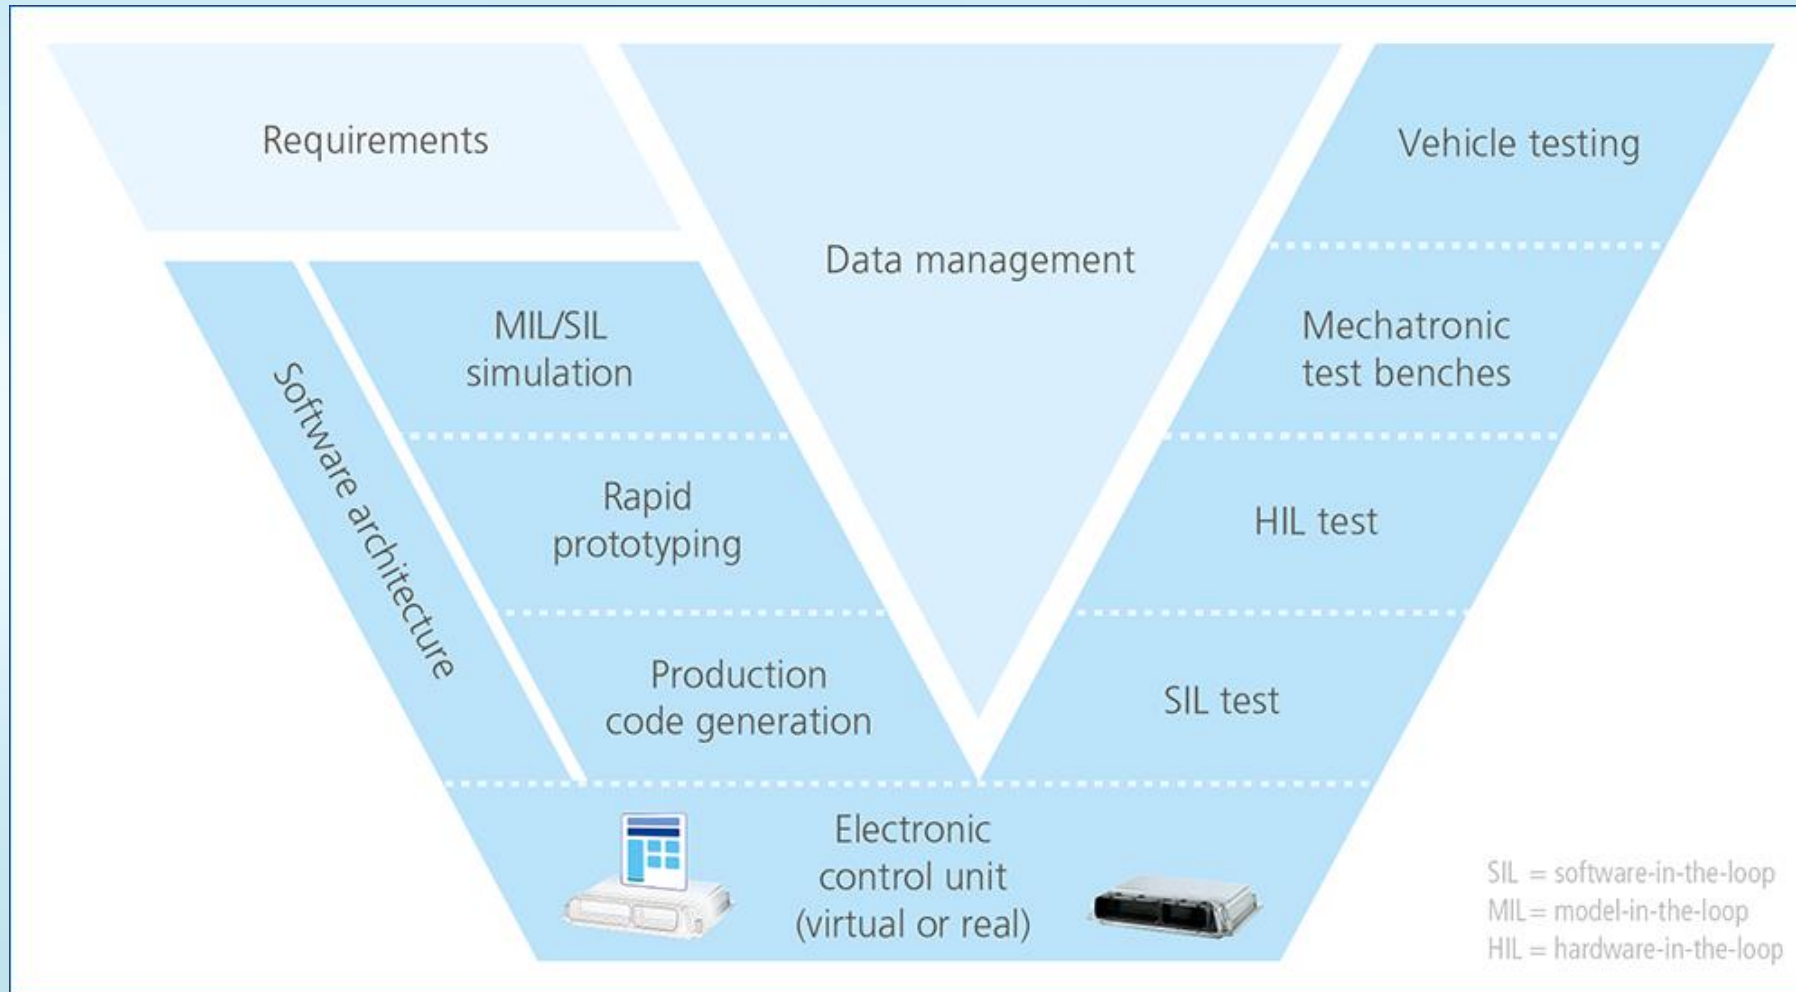 Requirements
Data management
Vehicle testing
MIL/SIL
simulation
Mechatronic
test benches
Software architecture
Rapid
prototyping
HIL test
Production
code generation
SIL test
Electronic
control unit
(virtual or real)
SIL = software-in-the-loop
MIL= model-in-the-loop
HIL = hardware-in-the-loop